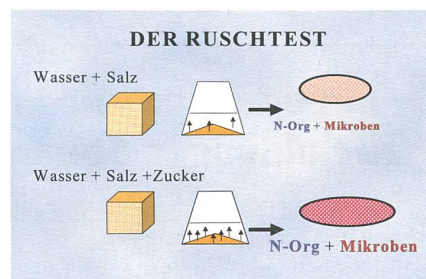 DER RUSCHTEST
Wasser + Salz
N-Org + Mikroben
Wasser + Salz +Zucker
N-Org + Mikroben